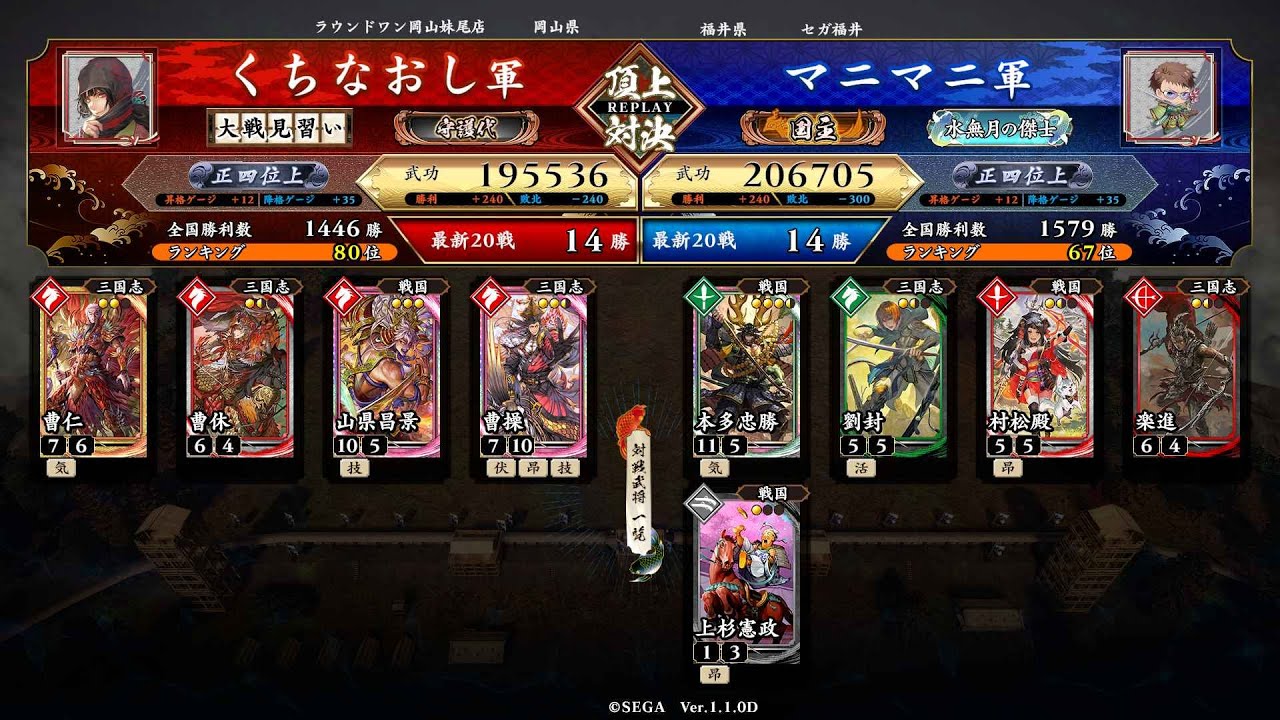 ラウンドワン岡山妹尾店 岡山県
福井県 セガ福井
くちなおし軍
頂上
REPLAY
対決
マニマニ軍
大戦見習い
守護代
国主
水無月の傑士
正四位上
昇格ゲージ +12 降格ゲージ +35
武功 195536
勝利 +240 敗北 -240
武功 206705
勝利 +240 敗北 -300
正四位上
昇格ゲージ +12 降格ゲージ +35
全国勝利数 1446勝
ランキング 80位
最新20戦 14勝
最新20戦 14勝
全国勝利数 1579勝
ランキング 67位
三国志
曹仁
7 6
気
三国志
曹休
6 4
戦国
山県昌景
10 5
技
三国志
曹操
7 10
伏 昂 技
対戦武将一覧
戦国
本多忠勝
11 5
気
三国志
劉封
5 5
活
戦国
村松殿
5 5
昂
三国志
楽進
6 4
戦国
上杉憲政
1 3
昂
©SEGA Ver.1.1.0D